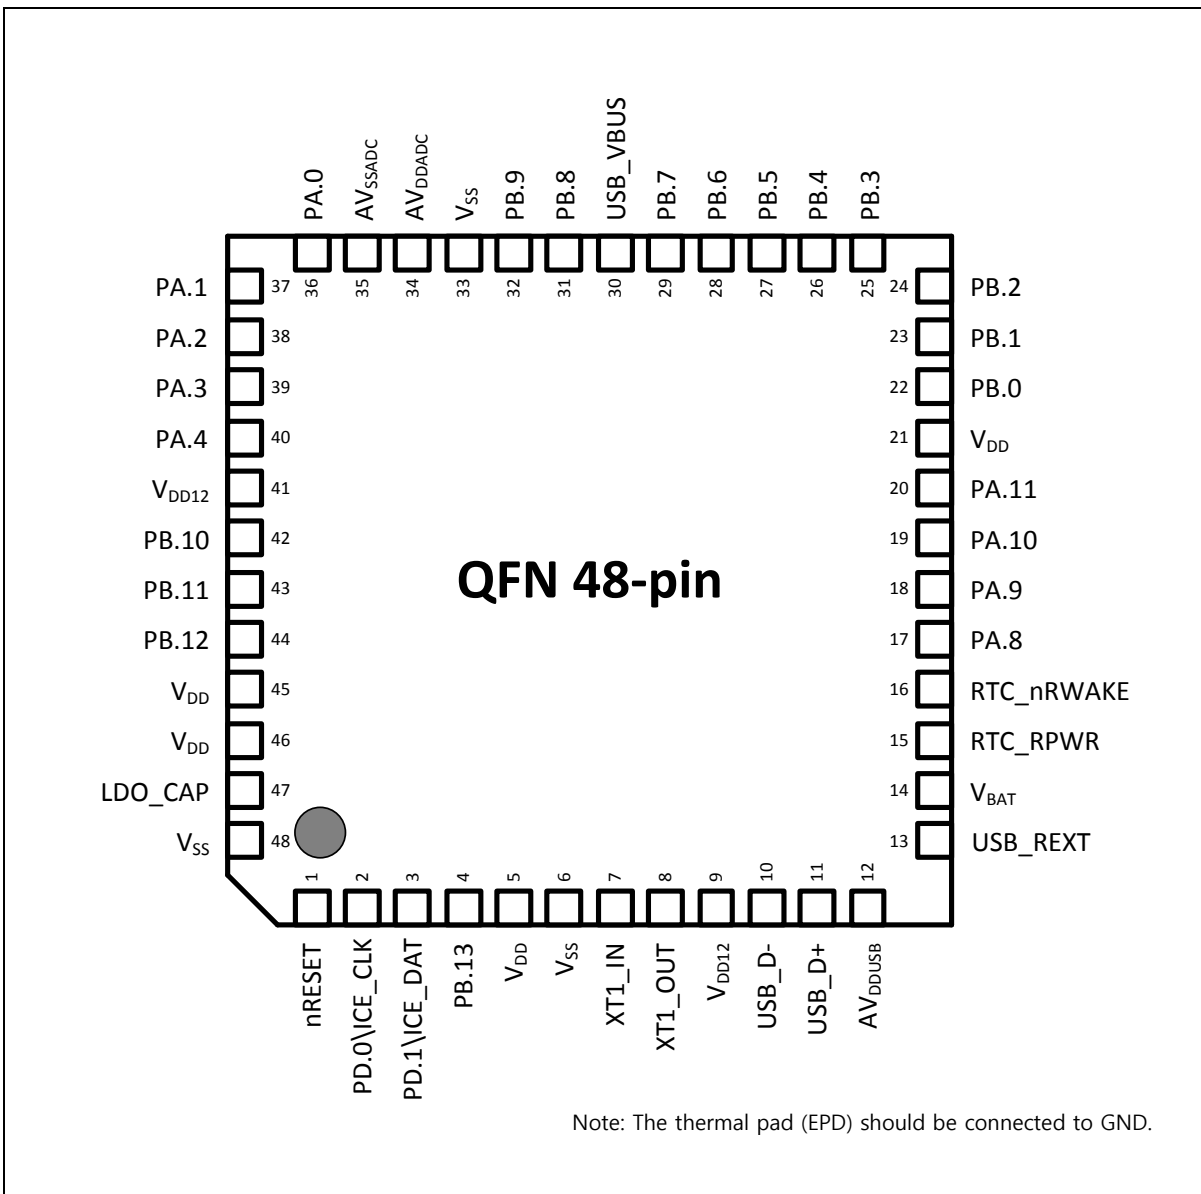 PA.0 AVSSADC AVDDADC VSS PB.9 PB.8 USB_VBUS PB.7 PB.6 PB.5 PB.4 PB.3
36 35 34 33 32 31 30 29 28 27 26 25
PA.1 37 24 PB.2
PA.2 38 23 PB.1
PA.3 39 22 PB.0
PA.4 40 21 VDD
VDD12 41 20 PA.11
PB.10 42 19 PA.10
PB.11 43 18 PA.9
PB.12 44 17 PA.8
QFN 48-pin
VDD 45 16 RTC_nRWAKE
VDD 46 15 RTC_RPWR
LDO_CAP 47 14 VBAT
VSS 48 13 USB_REXT
1 2 3 4 5 6 7 8 9 10 11 12
nRESET PD.0\ICE_CLK PD.1\ICE_DAT PB.13 VDD VSS XT1_IN XT1_OUT VDD12 USB_D- USB_D+ AVDDUSB
Note: The thermal pad (EPD) should be connected to GND.